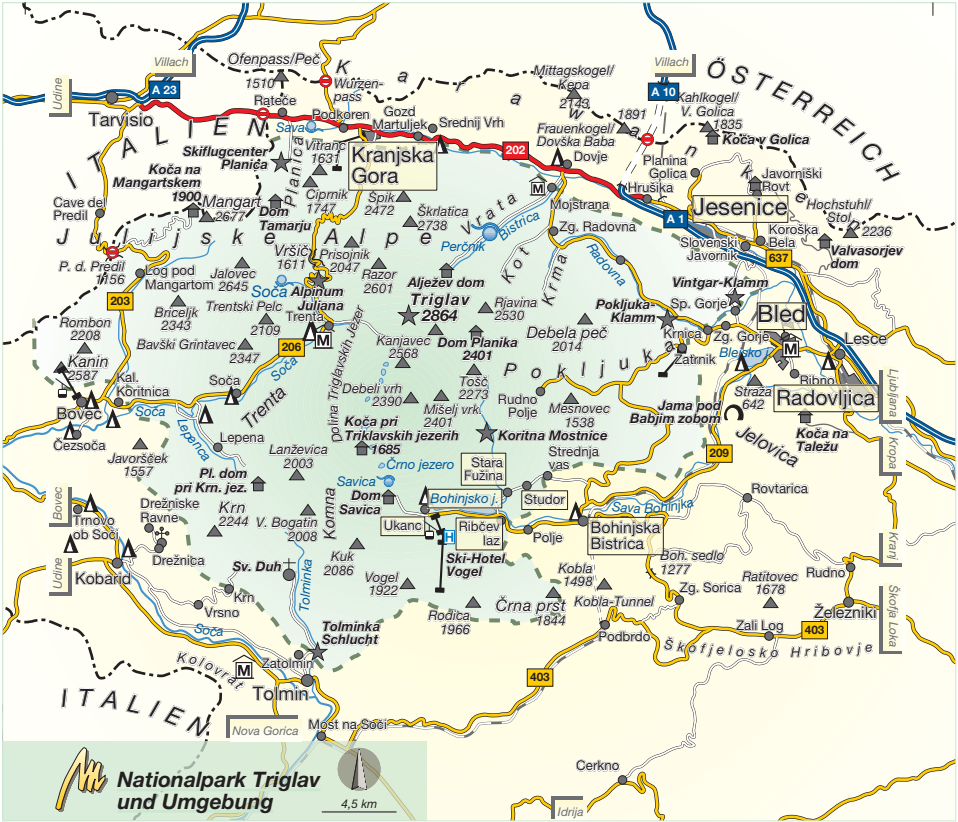 Villach
Ofenpass/Peč
1510
Wurzen-
pass
K a r a w a n k e n
Mittagskogel/
Kepa
2143
Villach
ÖSTERREICH
Udine
A 23
A 10
Tarvisio
Rateče
Podkoren
Gozd
Martuljek
Srednji Vrh
1891
Kahlkogel/
V. Golica
1835
Koča v Golica
Sava
ITALIEN
Skiflugcenter
Planica
Planica
Vitranc
1631
Kranjska
Gora
202
Frauenkogel/
Dovška Baba
Dovje
Planina
Golica
Javorniški
Rovt
Koča na
Mangartskem
1900
Mangart
2677
Dom
Tamarju
Ciprnik
1747
Špik
2472
Škrlatica
2738
M
Mojstrana
Hrušika
Jesenice
A 1
Hochstuhl/
Stol
2236
Cave del
Predil
Julijske Alpe
Vrata
Bistrica
Peričnik
Zg. Radovna
Koroška
Bela
Slovenski
Javornik
637
Valvasorjev
dom
P. d. Predil
1156
Log pod
Mangartom
Vršič
1611
Prisojnik
2047
Razor
2601
Kot
Krma
Radovna
Vintgar-Klamm
Jalovec
2645
Soča
Alpinum
Juliana
Alježev dom
Triglav
2864
Rjavina
2530
Pokljuka-
Klamm
Sp. Gorje
Bled
203
Briceljk
2343
Trentski Pelc
2109
Trenta
M
Dom Planika
2401
Debela peč
2014
Krnica
Zg. Gorje
Lesce
Rombon
2208
Bavški Grintavec
2347
206
Kanjavec
2568
Zatrnik
Blejsko j.
M
Kanin
2587
Soča
Soča
Trenta
Dolina Triglavskih Jezer
Debeli vrh
2390
Tošč
2273
Pokljuka
Straža
642
Ribno
Radovljica
Ljubljana
Kal.
Koritnica
Bovec
Soča
Mišelj vrk
2401
Rudno
Polje
Mesnovec
1538
Jama pod
Babjim zobom
Čezsoča
Lepenca
Lepena
Koča pri
Triklavskih jezerih
1685
Koritna Mostnice
Jelovica
Koča na
Taležu
Kropa
Javoršček
1557
Lanževica
2003
Črno jezero
Stara
Fužina
Strednja
vas
209
Pl. dom
pri Krn. jez.
Savica
Dom
Savica
Bohinjsko j.
Studor
Sava Bohinjka
Rovtarica
Bovec
Drežniske
Ravne
Krn
2244
V. Bogatin
2008
Komna
Ukanc
H
Ribčev
laz
Polje
Bohinjska
Bistrica
Trnovo
ob Soči
Drežnica
Kuk
2086
Ski-Hotel
Vogel
Boh. sedlo
1277
Kranj
Udine
Kobarid
Sv. Duh
Krn
Tolminka
Vogel
1922
Kobla
1498
Ratitovec
1678
Rudno
Vrsno
Rodica
1966
Črna prst
1844
Kobla-Tunnel
Zg. Sorica
Železniki
Škofja Loka
Soča
Tolminka
Schlucht
Podbrdo
Zali Log
403
Škofjelosko Hribovje
Kolovrat
M
Zatolmin
Tolmin
403
ITALIEN
Nova Gorica
Most na Soči
Cerkno
Idrija
Nationalpark Triglav
und Umgebung
4,5 km